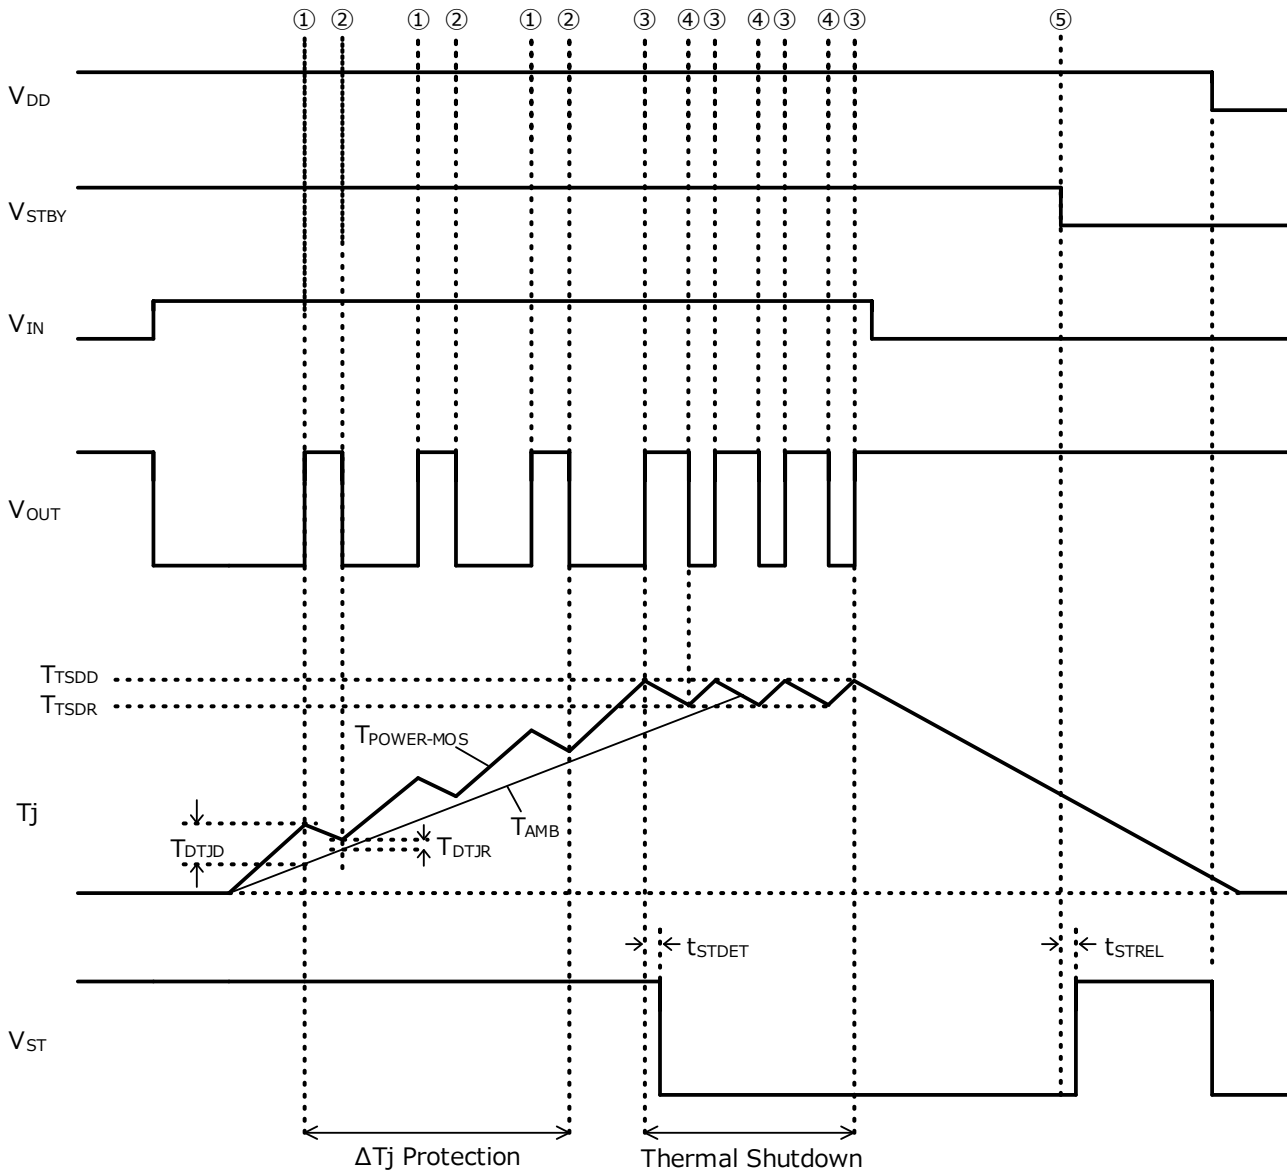 ① ② ① ② ① ② ③ ④ ③ ④ ③ ④ ③ ⑤
VDD
VSTBY
VIN
VOUT
TTSDD
TTSDR
TPOWER-MOS
Tj
TAMB
TDTJD
TDTJR
tSTDET
tSTREL
VST
ΔTj Protection
Thermal Shutdown